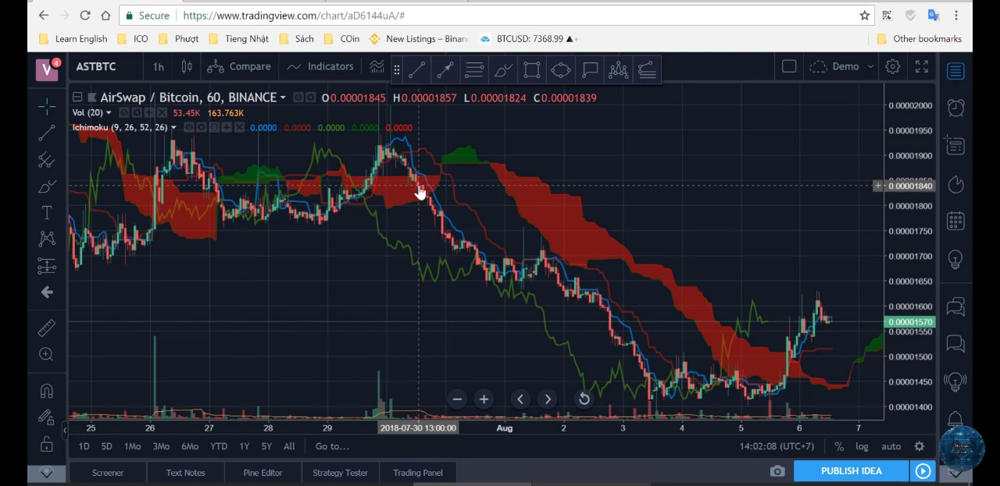 Secure https://www.tradingview.com/chart/aD6144uA/#
Learn English ICO Phượt Tieng Nhật Sách COin New Listings – Binan BTCUSD: 7368.99 ▲ Other bookmarks
V 4 ASTBTC 1h Compare Indicators Demo
AirSwap / Bitcoin, 60, BINANCE O0.00001845 H0.00001857 L0.00001824 C0.00001839
Vol (20) 53.45K 163.763K
Ichimoku (9, 26, 52, 26) 0.0000 0.0000 0.0000 0.0000 0.0000
0.00002000
0.00001950
0.00001900
0.00001840
0.00001800
0.00001750
0.00001700
0.00001650
0.00001600
0.00001570
0.00001550
0.00001500
0.00001450
0.00001400
25 26 27 28 29 2018-07-30 13:00:00 Aug 2 3 4 5 6 7
1D 5D 1Mo 3Mo 6Mo YTD 1Y 5Y All Go to... 14:02:08 (UTC+7) % log auto
Screener Text Notes Pine Editor Strategy Tester Trading Panel PUBLISH IDEA